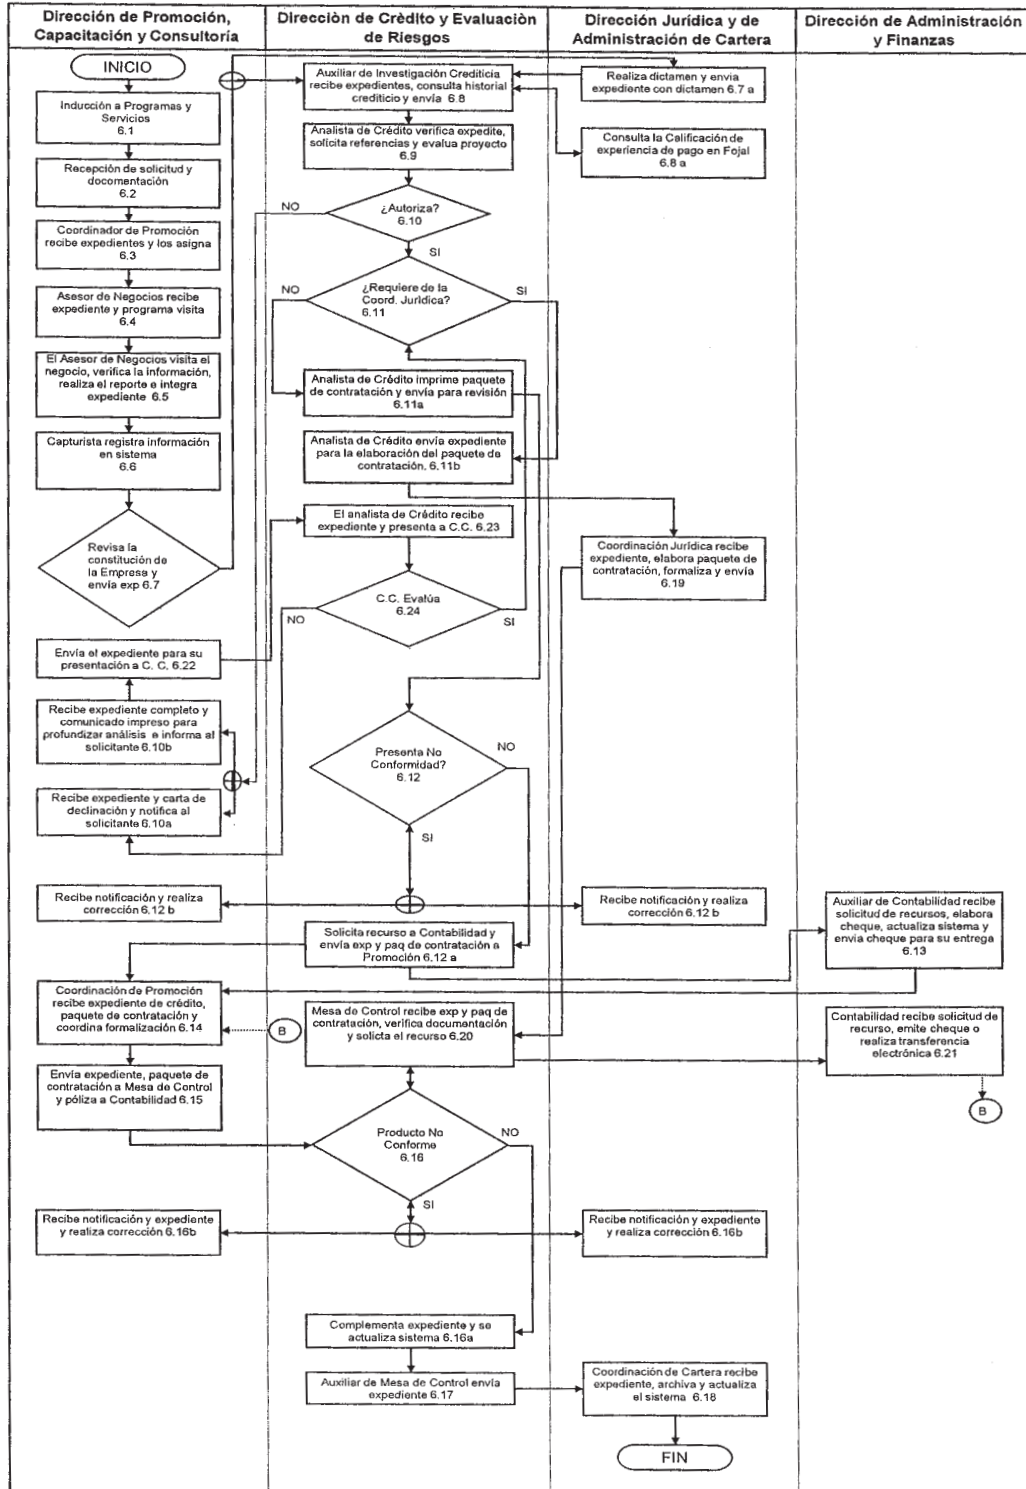 Dirección de Promoción,
Capacitación y Consultoría
Direcciòn de Crèdito y Evaluaciòn
de Riesgos
Dirección Jurídica y de
Administración de Cartera
Dirección de Administración
y Finanzas
INICIO
Inducción a Programas y
Servicios
6.1
Recepción de solicitud y
documentación
6.2
Coordinador de Promoción
recibe expedientes y los asigna
6.3
Asesor de Negocios recibe
expediente y programa visita
6.4
El Asesor de Negocios visita el
negocio, verifica la información,
realiza el reporte e integra
expediente 6.5
Capturista registra información
en sistema
6.6
Revisa la
constitución de
la Empresa y
envía exp 6.7
Envía el expediente para su
presentación a C. C. 6.22
Recibe expediente completo y
comunicado impreso para
profundizar análisis e informa al
solicitante 6.10b
Recibe expediente y carta de
declinación y notifica al
solicitante 6.10a
Recibe notificación y realiza
corrección 6.12 b
Coordinación de Promoción
recibe expediente de crédito,
paquete de contratación y
coordina formalización 6.14
Envía expediente, paquete de
contratación a Mesa de Control
y póliza a Contabilidad 6.15
Recibe notificación y expediente
y realiza corrección 6.16b
Auxiliar de Investigación Crediticia
recibe expedientes, consulta historial
crediticio y envía 6.8
Analista de Crédito verifica expedite,
solicita referencias y evalua proyecto
6.9
NO
¿Autoriza?
6.10
SI
NO
¿Requiere de la
Coord. Jurídica?
6.11
SI
Analista de Crédito imprime paquete
de contratación y envía para revisión
6.11a
Analista de Crédito envía expediente
para la elaboración del paquete de
contratación. 6.11b
El analista de Crédito recibe
expediente y presenta a C.C. 6.23
C.C. Evalúa
6.24
NO
SI
Presenta No
Conformidad?
6.12
NO
SI
Solicita recurso a Contabilidad y
envía exp y paq de contratación a
Promoción 6.12 a
B
Mesa de Control recibe exp y paq
de contratación, verifica documentación
y solicta el recurso 6.20
Producto No
Conforme
6.16
NO
SI
Complementa expediente y se
actualiza sistema 6.16a
Auxiliar de Mesa de Control envía
expediente 6.17
Realiza dictamen y envia
expediente con dictamen 6.7 a
Consulta la Calificación de
experiencia de pago en Fojal
6.8 a
Coordinación Jurídica recibe
expediente, elabora paquete de
contratación, formaliza y envía
6.19
Recibe notificación y realiza
corrección 6.12 b
Recibe notificación y expediente
y realiza corrección 6.16b
Coordinación de Cartera recibe
expediente, archiva y actualiza
el sistema 6.18
FIN
Auxiliar de Contabilidad recibe
solicitud de recursos, elabora
cheque, actualiza sistema y
envía cheque para su entrega
6.13
Contabilidad recibe solicitud de
recurso, emite cheque o
realiza transferencia
electrónica 6.21
B